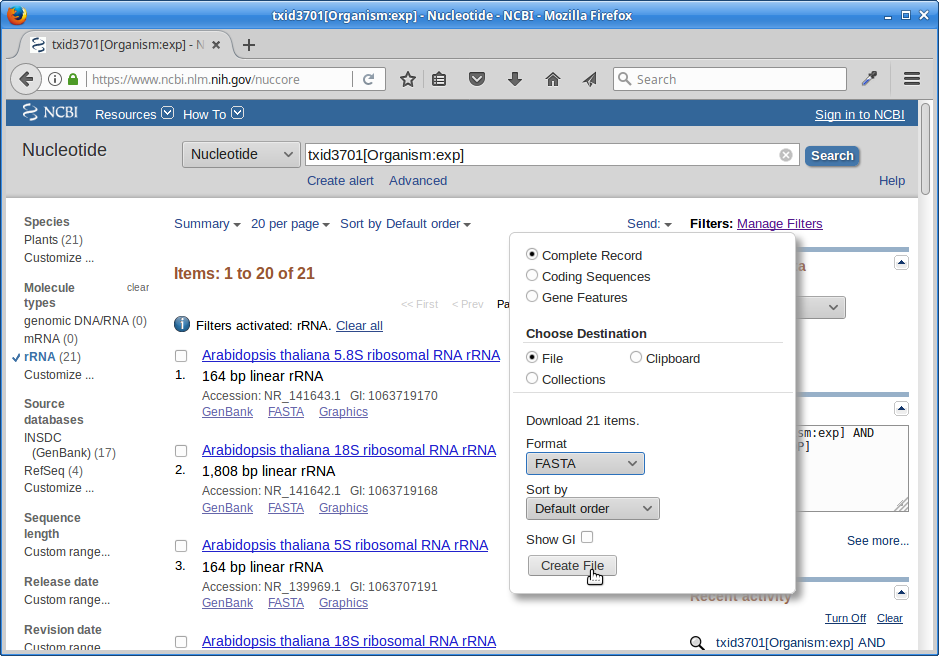 txid3701[Organism:exp] - Nucleotide - NCBI - Mozilla Firefox
txid3701[Organism:exp] - N
https://www.ncbi.nlm.nih.gov/nuccore
Search
NCBI Resources How To Sign in to NCBI
Nucleotide
Nucleotide
txid3701[Organism:exp]
Search
Create alert Advanced Help
Species
Plants (21)
Customize ...
Molecule types
clear
genomic DNA/RNA (0)
mRNA (0)
rRNA (21)
Customize ...
Source databases
INSDC (GenBank) (17)
RefSeq (4)
Customize ...
Sequence length
Custom range...
Release date
Custom range...
Revision date
Custom range...
Summary 20 per page Sort by Default order Send:
Items: 1 to 20 of 21
<< First < Prev Pa
Filters activated: rRNA. Clear all
Arabidopsis thaliana 5.8S ribosomal RNA rRNA
1. 164 bp linear rRNA
Accession: NR_141643.1 GI: 1063719170
GenBank FASTA Graphics
Arabidopsis thaliana 18S ribosomal RNA rRNA
2. 1,808 bp linear rRNA
Accession: NR_141642.1 GI: 1063719168
GenBank FASTA Graphics
Arabidopsis thaliana 5S ribosomal RNA rRNA
3. 164 bp linear rRNA
Accession: NR_139969.1 GI: 1063707191
GenBank FASTA Graphics
Arabidopsis thaliana 18S ribosomal RNA rRNA
Complete Record
Coding Sequences
Gene Features
Choose Destination
File Clipboard
Collections
Download 21 items.
Format
FASTA
Sort by
Default order
Show GI
Create File
Filters: Manage Filters
a
sm:exp] AND
P]
See more...
Recent activity
Turn Off Clear
txid3701[Organism:exp] AND